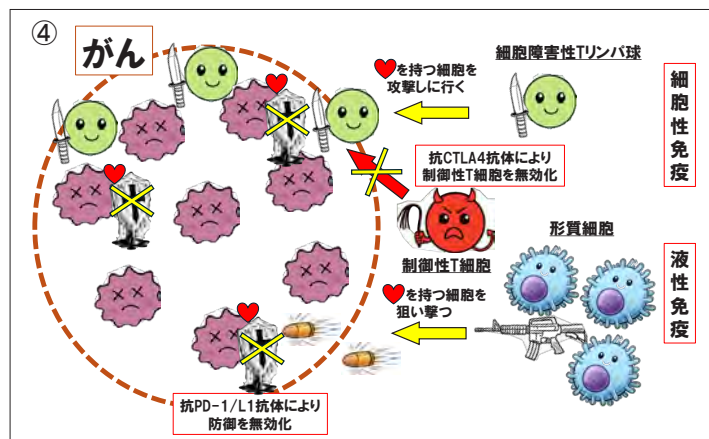 ④
がん
細胞障害性Tリンパ球
♥を持つ細胞を
攻撃しに行く
細胞性免疫
抗CTLA4抗体により
制御性T細胞を無効化
形質細胞
制御性T細胞
液性免疫
♥を持つ細胞を
狙い撃つ
抗PD-1/L1抗体により
防御を無効化